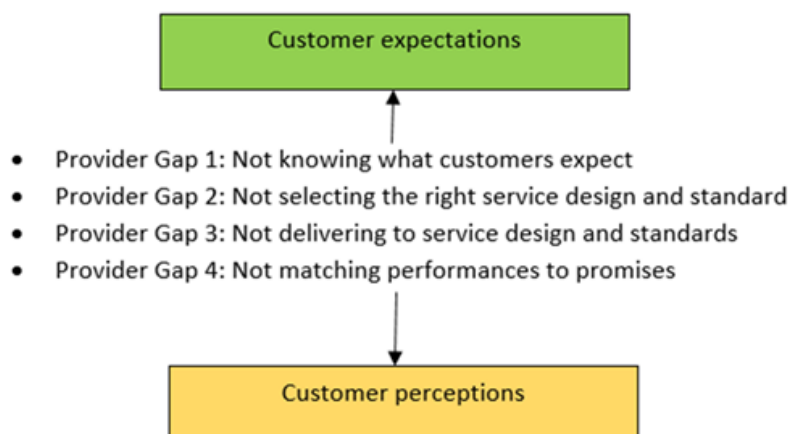 Customer expectations
• Provider Gap 1: Not knowing what customers expect
• Provider Gap 2: Not selecting the right service design and standard
• Provider Gap 3: Not delivering to service design and standards
• Provider Gap 4: Not matching performances to promises
Customer perceptions